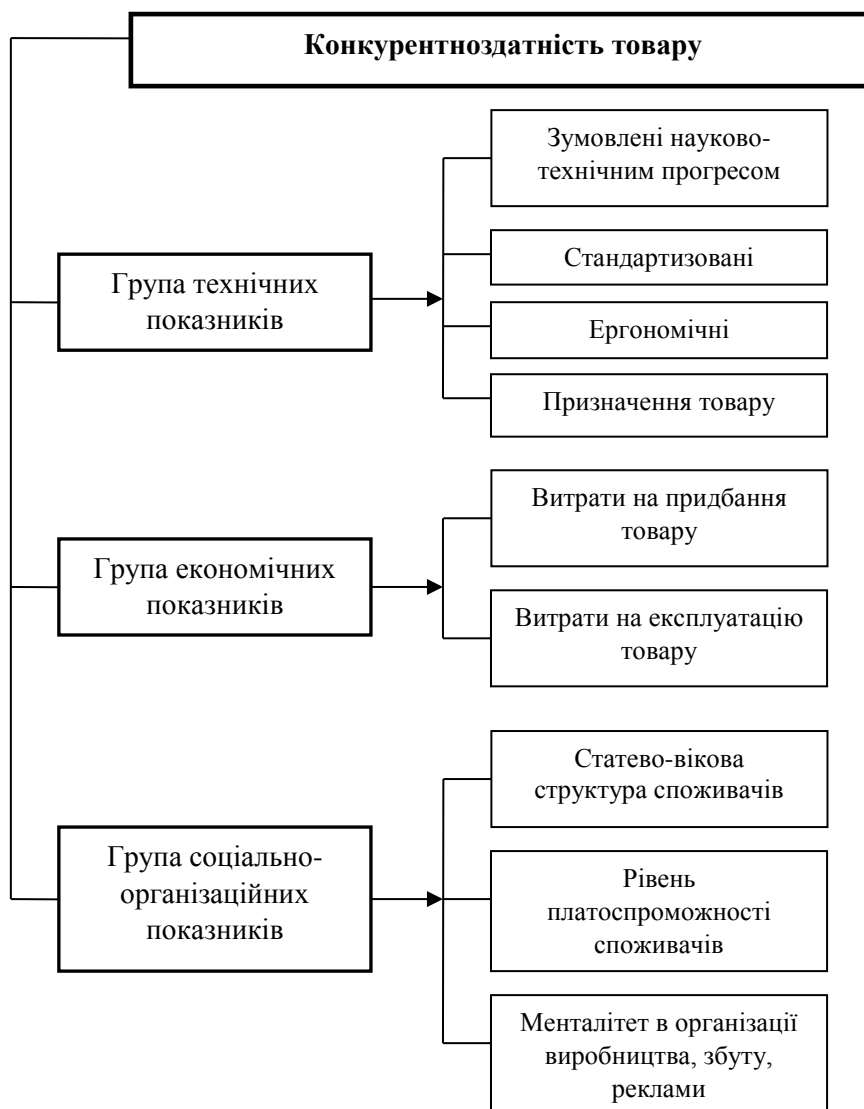 Конкурентноздатність товару
Зумовлені науково-
технічним прогресом
Стандартизовані
Група технічних
показників
Ергономічні
Призначення товару
Витрати на придбання
товару
Група економічних
показників
Витрати на експлуатацію
товару
Статево-вікова
структура споживачів
Група соціально-
організаційних
показників
Рівень
платоспроможності
споживачів
Менталітет в організації
виробництва, збуту,
реклами